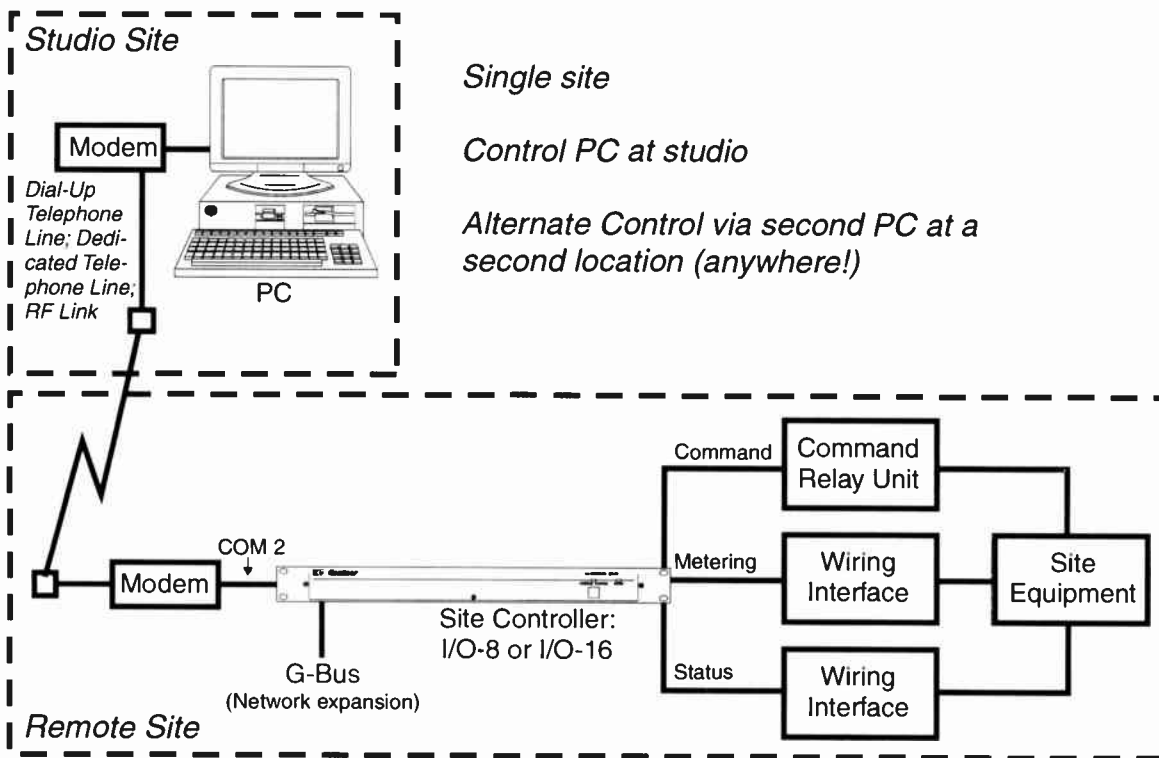 Studio Site
Modem
Dial-Up
Telephone
Line; Dedi-
cated Tele-
phone Line;
RF Link
PC
Single site
Control PC at studio
Alternate Control via second PC at a
second location (anywhere!)
Command
Command
Relay Unit
COM 2
Metering
Wiring
Interface
Site
Equipment
Modem
Site Controller:
I/O-8 or I/O-16
G-Bus
(Network expansion)
Status
Wiring
Interface
Remote Site